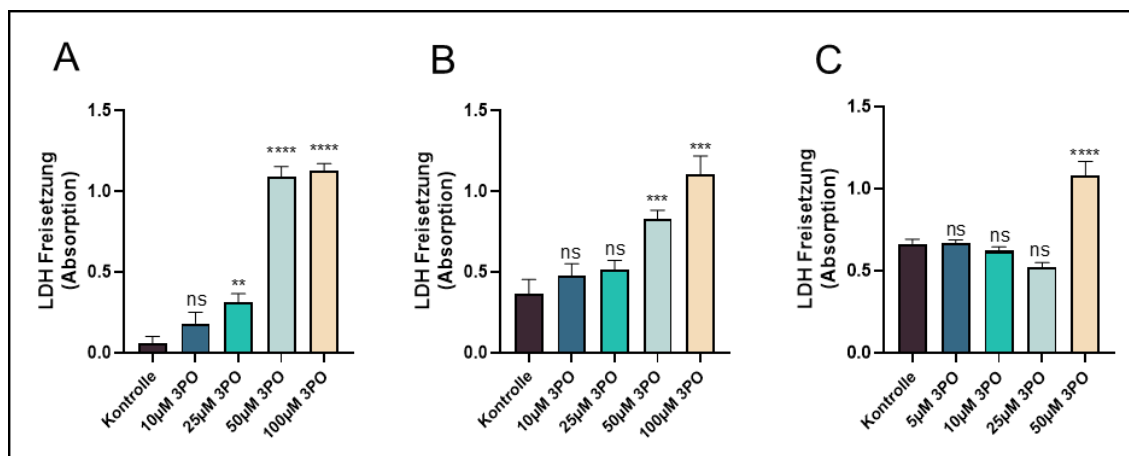 A
LDH Freisetzung
(Absorption)
1.5
1.0
0.5
0.0
ns
**
****
****
Kontrolle
10µM 3PO
25µM 3PO
50µM 3PO
100µM 3PO
B
LDH Freisetzung
(Absorption)
1.5
1.0
0.5
0.0
ns
ns
***
***
Kontrolle
10µM 3PO
25µM 3PO
50µM 3PO
100µM 3PO
C
LDH Freisetzung
(Absorption)
1.5
1.0
0.5
0.0
ns
ns
ns
****
Kontrolle
5µM 3PO
10µM 3PO
25µM 3PO
50µM 3PO